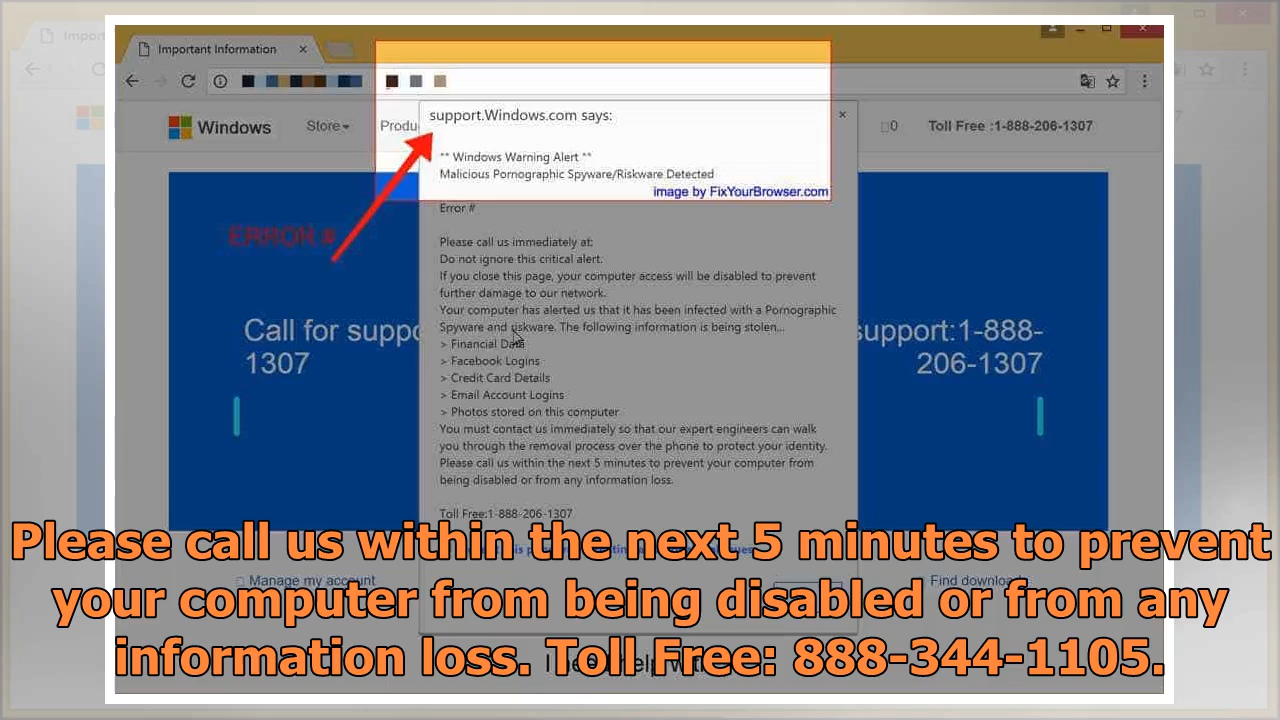 Important Information
Windows
Store
Produ
0
Toll Free :1-888-206-1307
support.Windows.com says:
** Windows Warning Alert **
Malicious Pornographic Spyware/Riskware Detected
image by FixYourBrowser.com
Error #
ERROR #
Please call us immediately at:
Do not ignore this critical alert.
If you close this page, your computer access will be disabled to prevent
further damage to our network.
Your computer has alerted us that it has been infected with a Pornographic
Spyware and riskware. The following information is being stolen...
> Financial Data
> Facebook Logins
> Credit Card Details
> Email Account Logins
> Photos stored on this computer
You must contact us immediately so that our expert engineers can walk
you through the removal process over the phone to protect your identity.
Please call us within the next 5 minutes to prevent your computer from
being disabled or from any information loss.
Toll Free:1-888-206-1307
Call for suppo
1307
support:1-888-
206-1307
Manage my account
Find download
Please call us within the next 5 minutes to prevent
your computer from being disabled or from any
information loss. Toll Free: 888-344-1105.